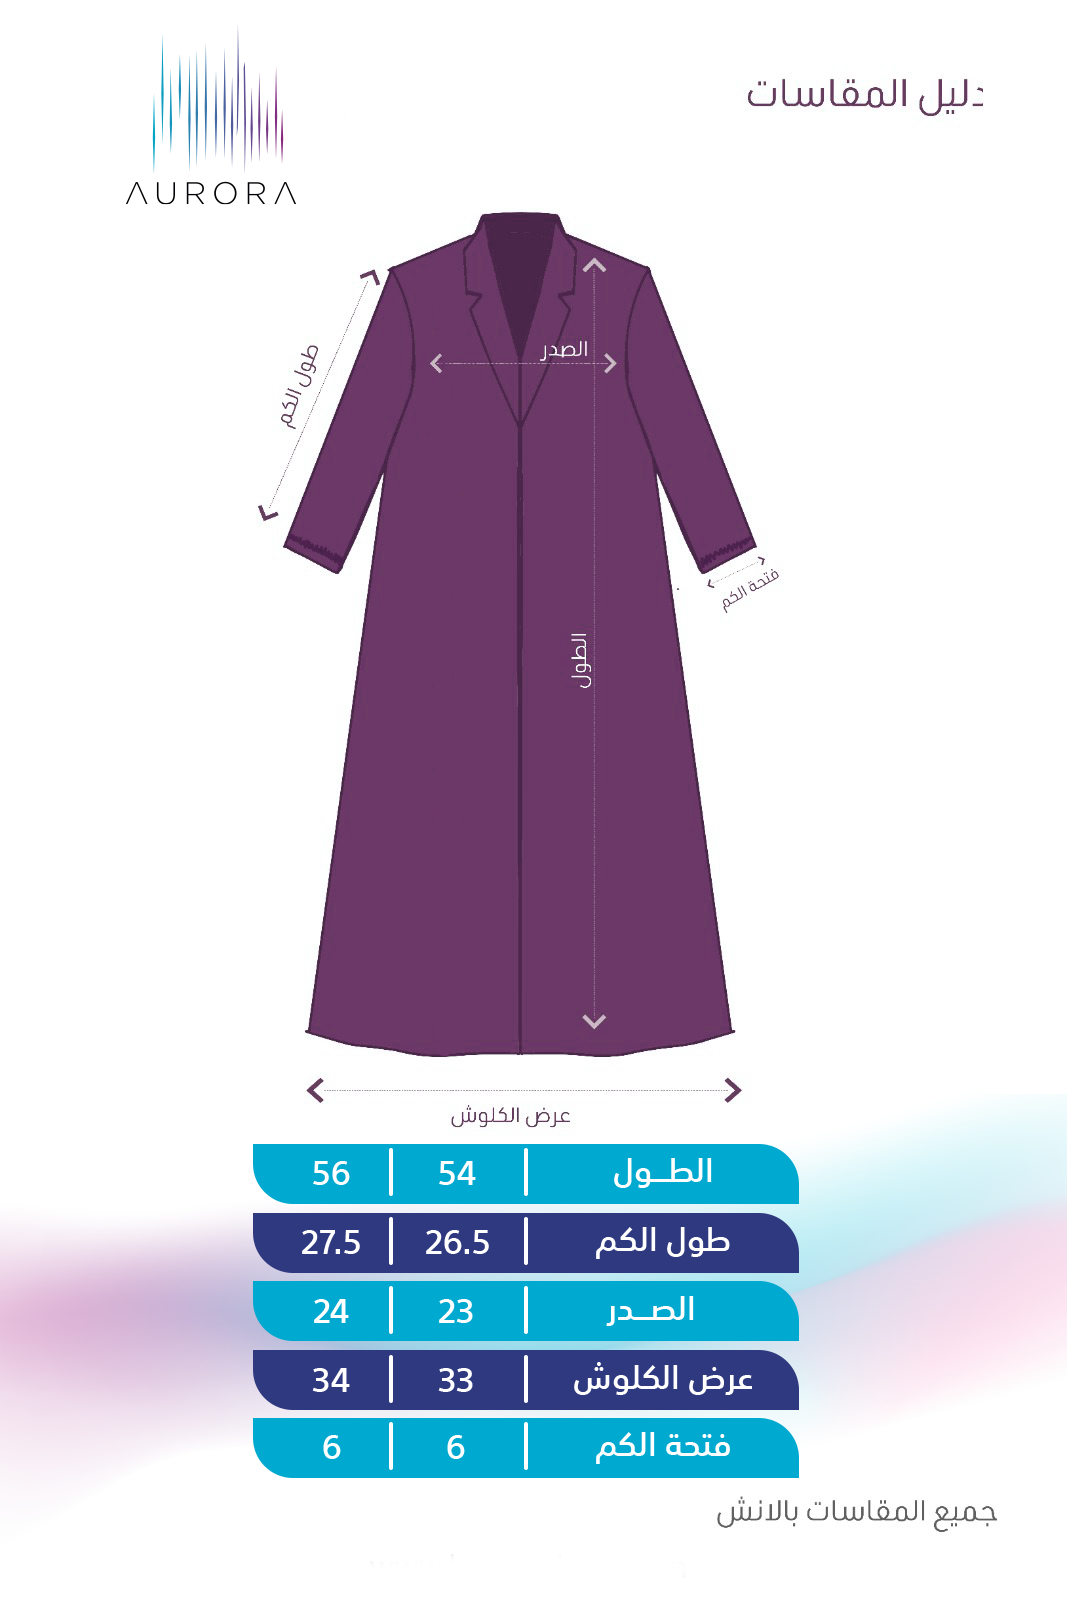 AURORA
دليل المقاسات
الصدر
طول الكم
فتحة الكم
الطول
عرض الكلوش
الطـول 54 56
طول الكم 26.5 27.5
الصـدر 23 24
عرض الكلوش 33 34
فتحة الكم 6 6
جميع المقاسات بالانش